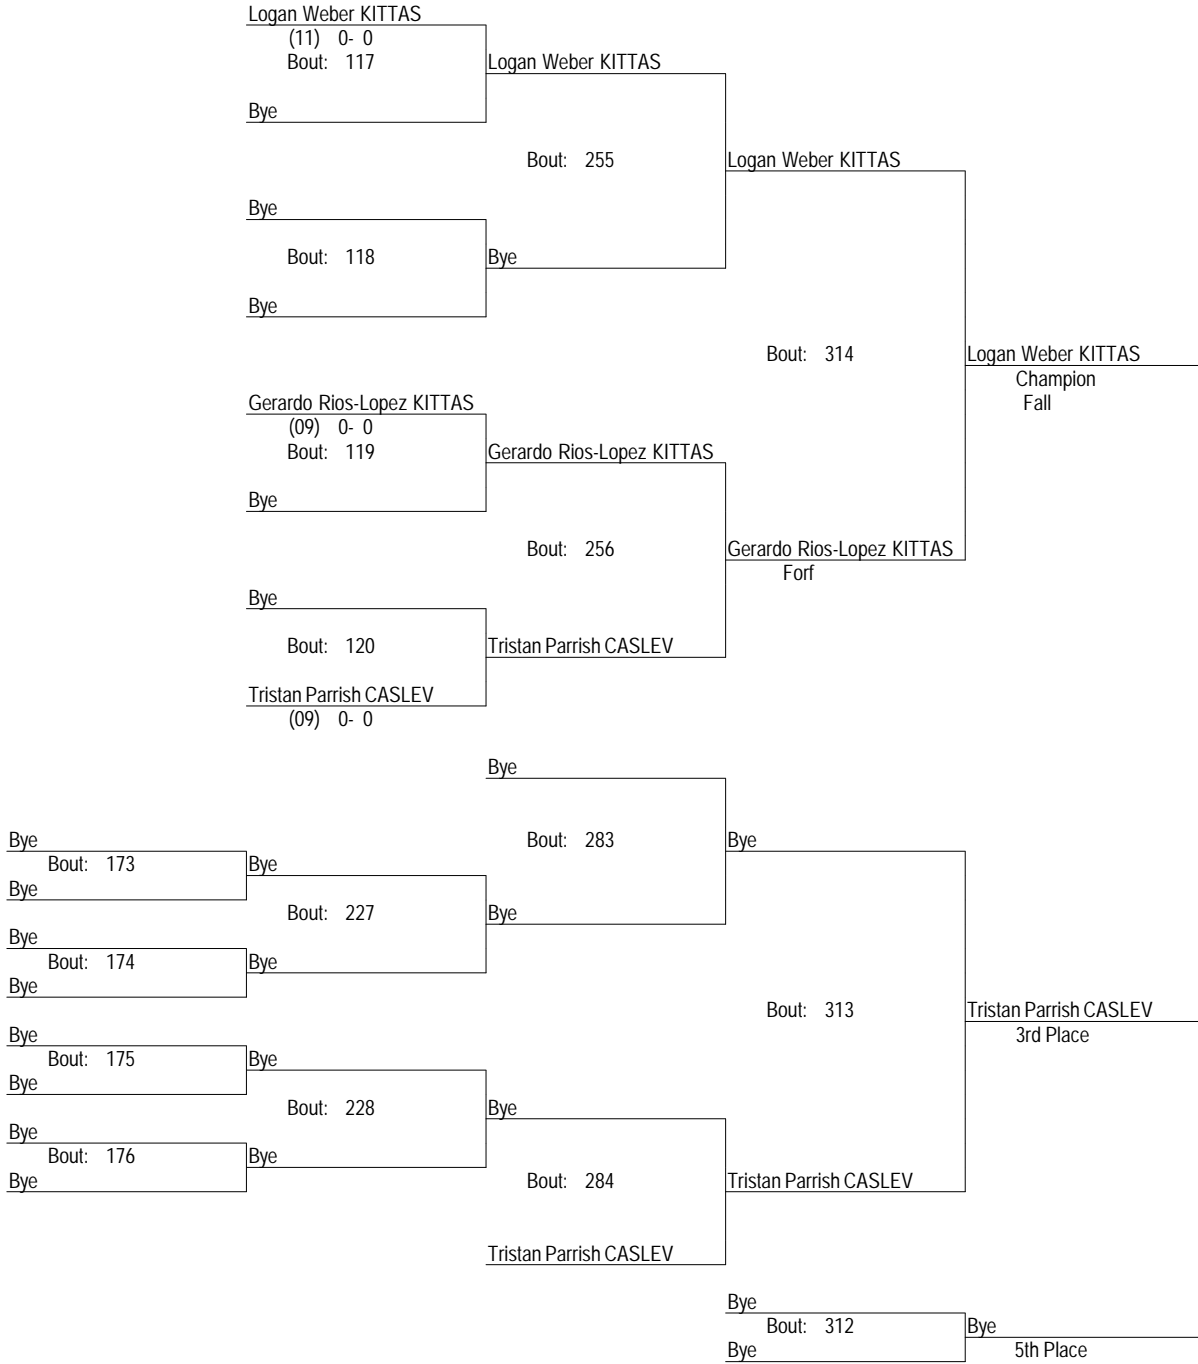 Logan Weber KITTAS
(11) 0- 0
Bout: 117
Logan Weber KITTAS
Bye
Bout: 255
Logan Weber KITTAS
Bye
Bout: 118
Bye
Bye
Bout: 314
Logan Weber KITTAS
Champion
Fall
Gerardo Rios-Lopez KITTAS
(09) 0- 0
Bout: 119
Gerardo Rios-Lopez KITTAS
Bye
Bout: 256
Gerardo Rios-Lopez KITTAS
Forf
Bye
Bout: 120
Tristan Parrish CASLEV
Tristan Parrish CASLEV
(09) 0- 0
Bye
Bye
Bout: 283
Bye
Bout: 173
Bye
Bye
Bout: 227
Bye
Bye
Bout: 174
Bye
Bye
Bout: 313
Tristan Parrish CASLEV
3rd Place
Bye
Bout: 175
Bye
Bye
Bout: 228
Bye
Bye
Bout: 176
Bye
Bye
Bout: 284
Tristan Parrish CASLEV
Tristan Parrish CASLEV
Bye
Bout: 312
Bye
Bye
5th Place